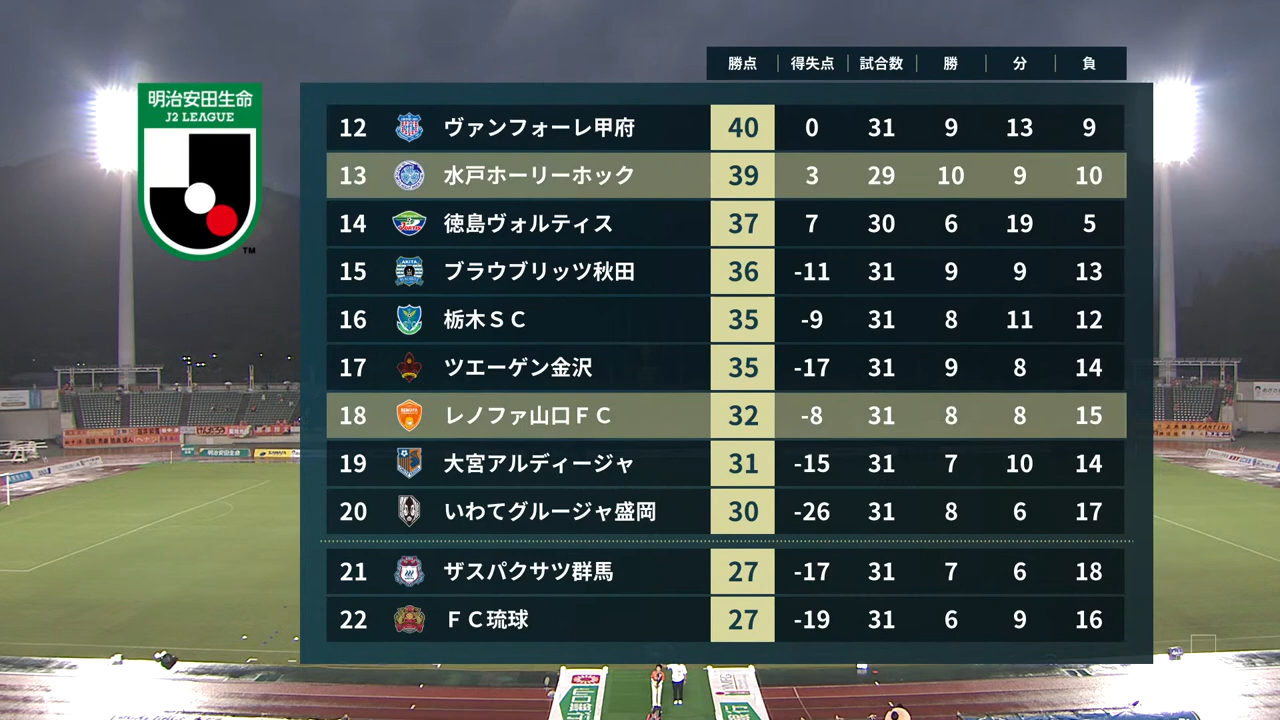 勝点 得失点 試合数 勝 分 負
明治安田生命
J2 LEAGUE
TM
12 ヴァンフォーレ甲府 40 0 31 9 13 9
13 水戸ホーリーホック 39 3 29 10 9 10
14 徳島ヴォルティス 37 7 30 6 19 5
15 ブラウブリッツ秋田 36 -11 31 9 9 13
16 栃木ＳＣ 35 -9 31 8 11 12
17 ツエーゲン金沢 35 -17 31 9 8 14
18 レノファ山口ＦＣ 32 -8 31 8 8 15
19 大宮アルディージャ 31 -15 31 7 10 14
20 いわてグルージャ盛岡 30 -26 31 8 6 17
21 ザスパクサツ群馬 27 -17 31 7 6 18
22 ＦＣ琉球 27 -19 31 6 9 16
明治安田生命